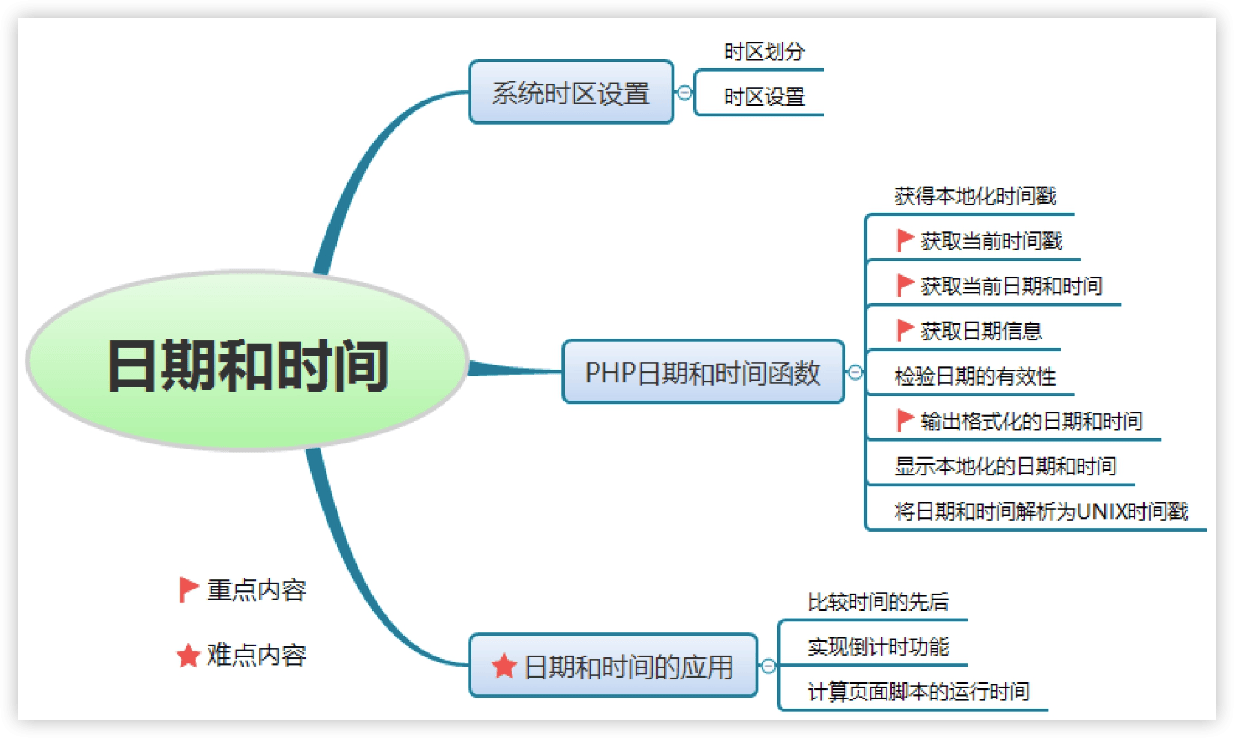 时区划分
系统时区设置
时区设置
获得本地化时间戳
获取当前时间戳
获取当前日期和时间
获取日期信息
日期和时间
PHP日期和时间函数
检验日期的有效性
输出格式化的日期和时间
显示本地化的日期和时间
将日期和时间解析为UNIX时间戳
重点内容
难点内容
比较时间的先后
实现倒计时功能
日期和时间的应用
计算页面脚本的运行时间